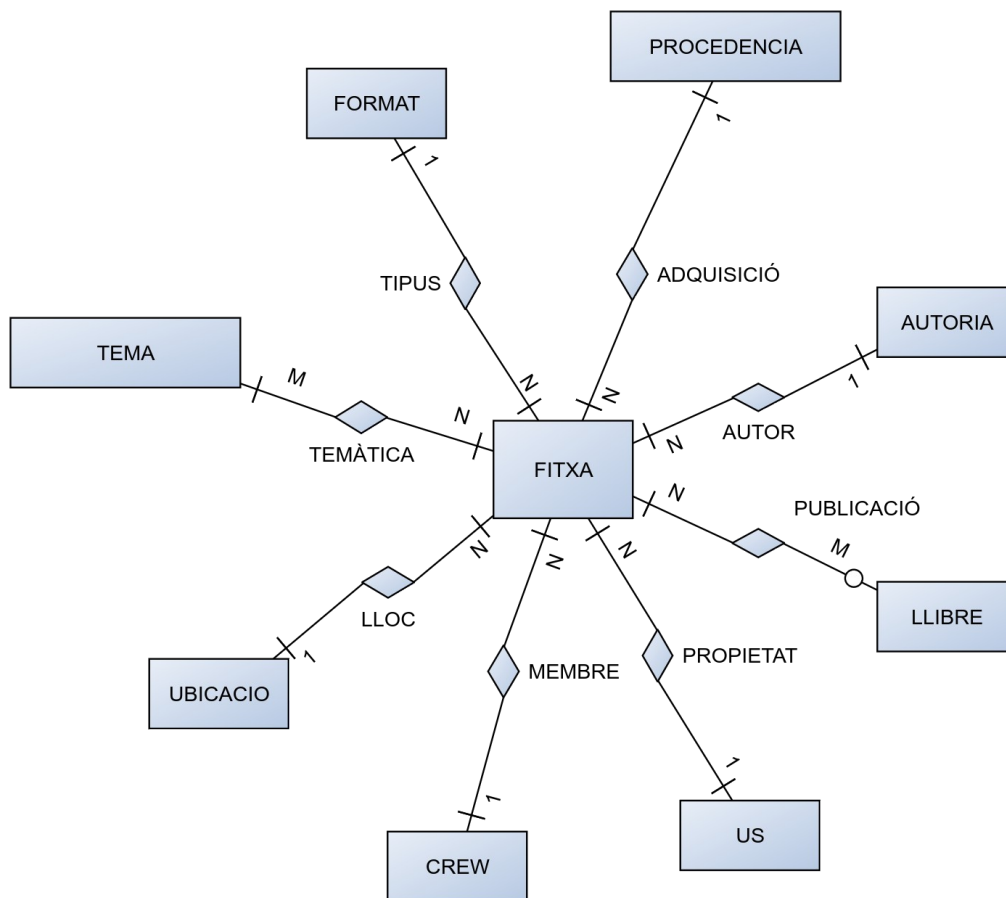 PROCEDENCIA
FORMAT
1
1
TIPUS
ADQUISICIÓ
AUTORIA
TEMA
M
N
N
1
N
AUTOR
TEMÀTICA
N
FITXA
N
PUBLICACIÓ
N
N
N
M
LLOC
LLIBRE
1
MEMBRE
PROPIETAT
UBICACIO
1
1
US
CREW